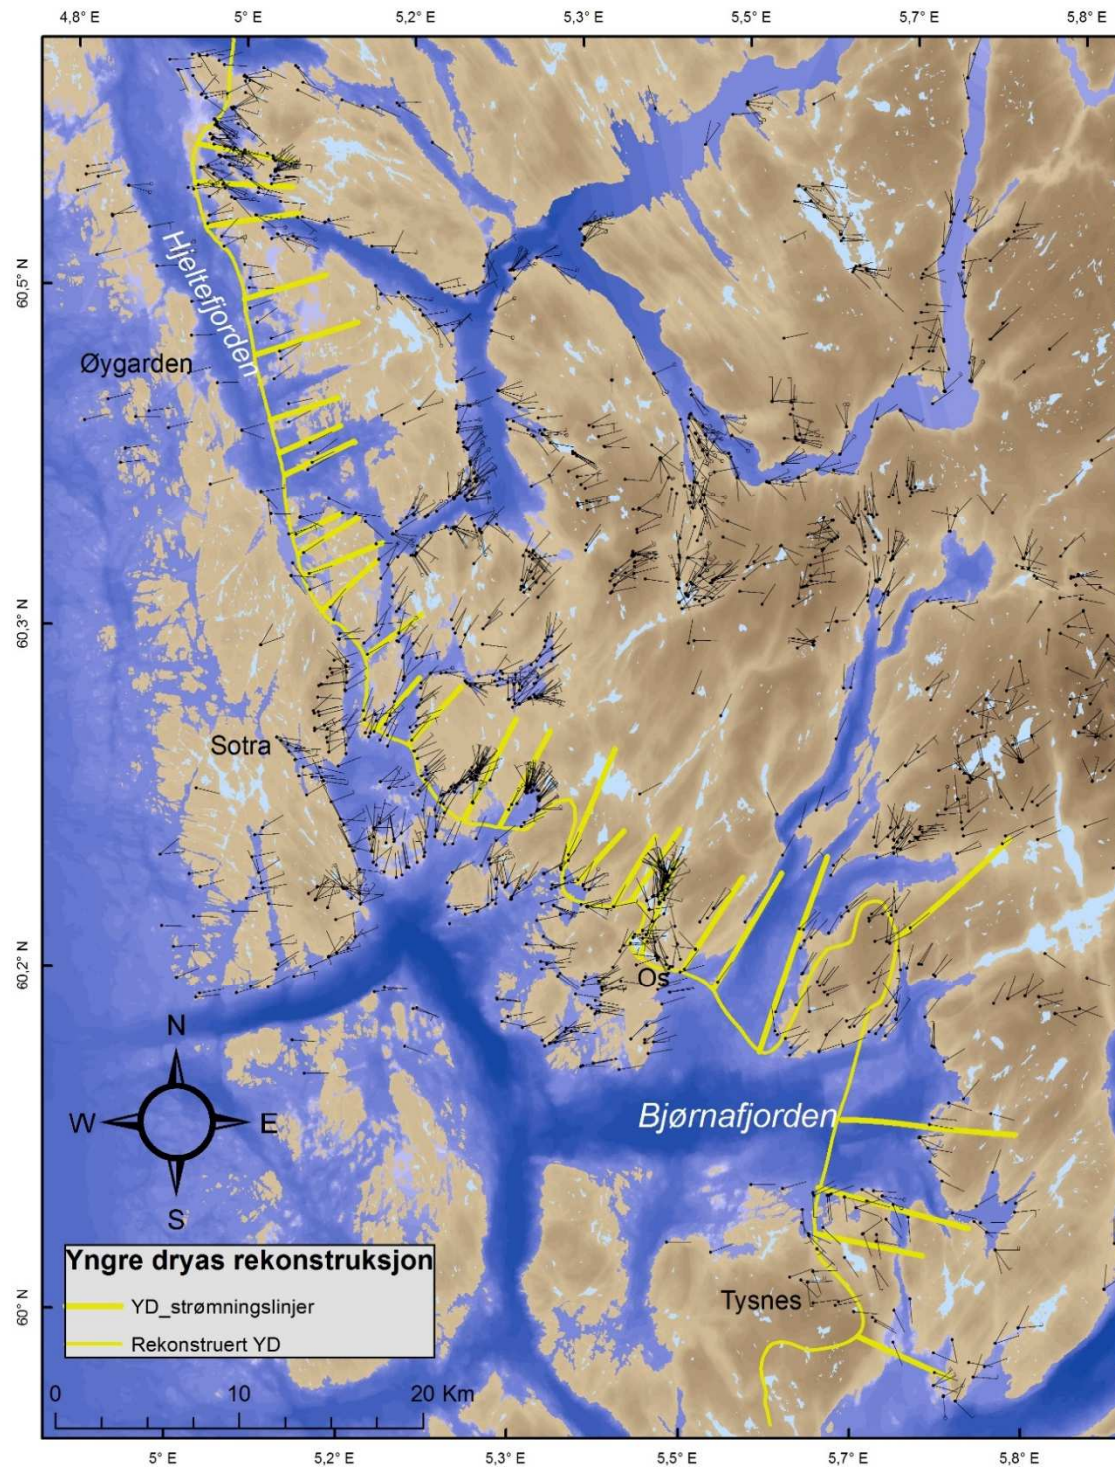 4,8° E 5° E 5,2° E 5,3° E 5,5° E 5,7° E 5,8° E
60,5° N
Hjeltefjorden
Øygarden
60,3° N
Sotra
60,2° N
Os
N
W E
S
Bjørnafjorden
Yngre dryas rekonstruksjon
YD_strømningslinjer
Rekonstruert YD
Tysnes
60° N
0 10 20 Km
5° E 5,2° E 5,3° E 5,5° E 5,7° E 5,8° E